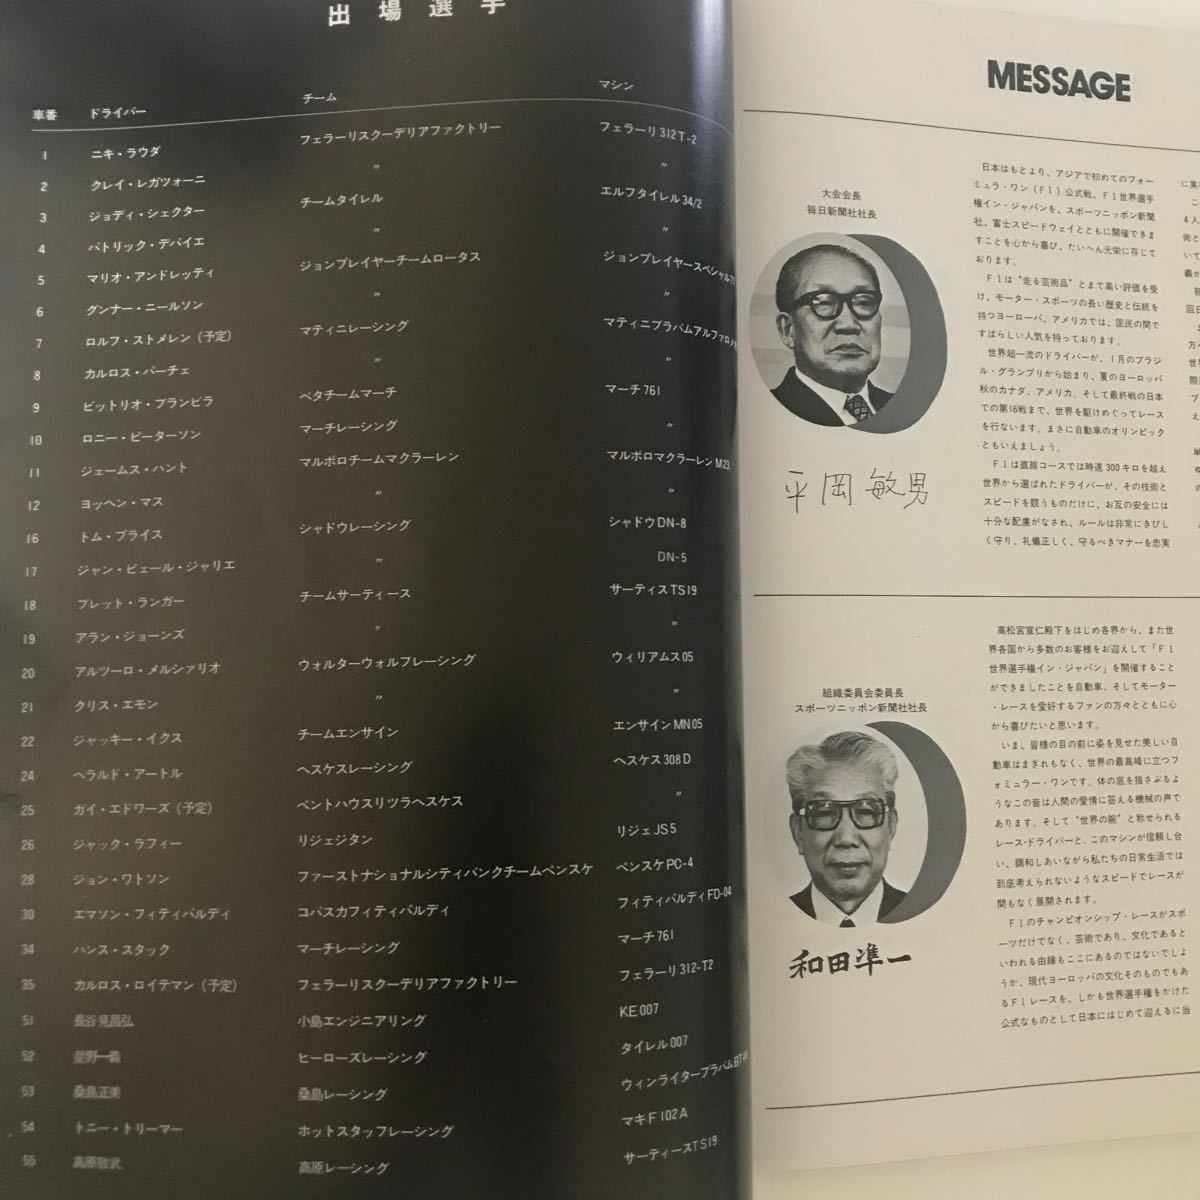 出場選手
車番 ドライバー チーム マシン
1 ニキ・ラウダ フェラーリスクーデリアファクトリー フェラーリ312T-2
2 クレイ・レガツォーニ 〃 〃
3 ジョディ・シェクター チームタイレル エルフタイレル34/2
4 パトリック・デパイエ 〃 〃
5 マリオ・アンドレッティ ジョンプレイヤーチームロータス ジョンプレイヤースペシャル
6 グンナー・ニールソン 〃 〃
7 ロルフ・ストメレン(予定) マティニレーシング マティニブラバムアルファロメオ
8 カルロス・パーチェ 〃 〃
9 ビットリオ・ブランビラ ベタチームマーチ マーチ761
10 ロニー・ピーターソン マーチレーシング 〃
11 ジェームス・ハント マルボロチームマクラーレン マルボロマクラーレンM23
12 ヨッヘン・マス 〃 〃
16 トム・プライス シャドウレーシング シャドウDN-8
17 ジャン・ピェール・ジャリエ 〃 DN-5
18 ブレット・ランガー チームサーティース サーティスTS19
19 アラン・ジョーンズ 〃 〃
20 アルツーロ・メルシァリオ ウォルターウォルフレーシング ウィリアムス05
21 クリス・エモン 〃 〃
22 ジャッキー・イクス チームエンサイン エンサインMN05
24 ヘラルド・アートル ヘスケスレーシング ヘスケス308D
25 ガイ・エドワーズ(予定) ペントハウスリツラヘスケス 〃
26 ジャック・ラフィー リジェジタン リジェJS5
28 ジョン・ワトソン ファーストナショナルシティバンクチームペンスケ ペンスケPC-4
30 エマソン・フィティパルディ コパスカフィティパルディ フィティパルディFD-04
34 ハンス・スタック マーチレーシング マーチ761
35 カルロス・ロイテマン(予定) フェラーリスクーデリアファクトリー フェラーリ312-T2
51 長谷見昌弘 小島エンジニアリング KE007
52 星野一義 ヒーローズレーシング タイレル007
53 桑島正美 桑島レーシング ウィンライターブラバムBT
54 トニー・トリーマー ホットスタッフレーシング マキF102A
55 高原敬武 高原レーシング サーティースTS19
MESSAGE
大会会長
毎日新聞社社長
平岡敏男
日本はもとより、アジアで初めてのフォー
ミュラ・ワン(F1)公式戦、F1世界選手
権イン・ジャパンを、スポーツニッポン新聞
社、富士スピードウェイとともに開催できま
すことを心から喜び、たいへん光栄に存じて
おります。
F1は〝走る芸術品〟とまで高い評価を受
け、モーター・スポーツの長い歴史と伝統を
持つヨーロッパ、アメリカでは、国民の間で
すばらしい人気を持っております。
世界超一流のドライバーが、1月のブラジ
ル・グランプリから始まり、夏のヨーロッパ
秋のカナダ、アメリカ。そして最終戦の日本
での第16戦まで、世界を駆けめぐってレース
を行ないます。まさに自動車のオリンピック
ともいえましょう。
F1は直線コースでは時速300キロを越え
世界から選ばれたドライバーが、その技術と
スピードを競うものだけに、お互の安全には
十分な配慮がなされ、ルールは非常にきびし
く守り、礼儀正しく、守るべきマナーを忠実
組織委員会委員長
スポーツニッポン新聞社社長
和田準一
高松宮宣仁殿下をはじめ各界から、また世
界各国から多数のお客様をお迎えして「F1
世界選手権イン・ジャパン」を開催すること
ができましたことを自動車、そしてモーター
・レースを愛好するファンの方々とともに心
から喜びたいと思います。
いま、皆様の目の前に姿を見せた美しい自
動車はまぎれもなく、世界の最高峰に立つフ
ォミュラー・ワンです。体の底を揺さぶるよ
うなこの音は人間の愛情に答える機械の声で
あります。そして〝世界の腕〟と称せられる
レース・ドライバーと、このマシンが信頼し合
い、調和しあいながら私たちの日常生活では
到底考えられないようなスピードでレースが
間もなく展開されます。
F1のチャンピオンシップ・レースがスポ
ーツだけでなく、芸術であり、文化であると
いわれる由縁もここにあるのではないでしょ
うか、現代ヨーロッパの文化そのものでもあ
るF1レースを、しかも世界選手権をかけた
公式なものとして日本にはじめて迎えるに当